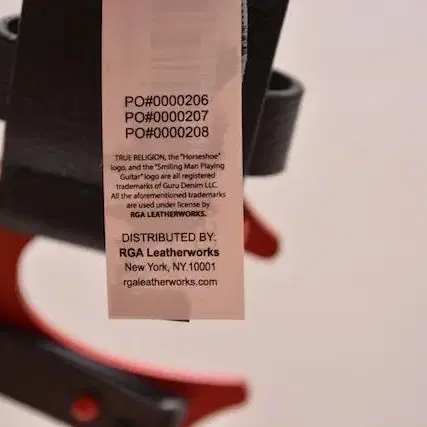 PO#0000206
PO#0000207
PO#0000208
TRUE RELIGION, the "Horseshoe"
logo, and the "Smiling Man Playing
Guitar" logo are all registered
trademarks of Guru Denim LLC.
All the aforementioned trademarks
are used under license by
RGA LEATHERWORKS.
DISTRIBUTED BY:
RGA Leatherworks
New York, NY.10001
rgaleatherworks.com